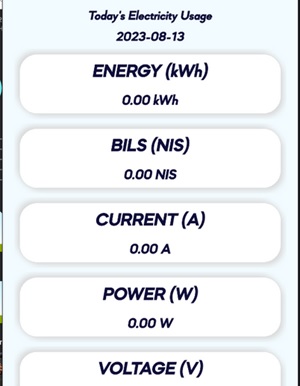 Today's Electricity Usage
2023-08-13
ENERGY (kWh)
0.00 kWh
BILS (NIS)
0.00 NIS
CURRENT (A)
0.00 A
POWER (W)
0.00 W
VOLTAGE (V)